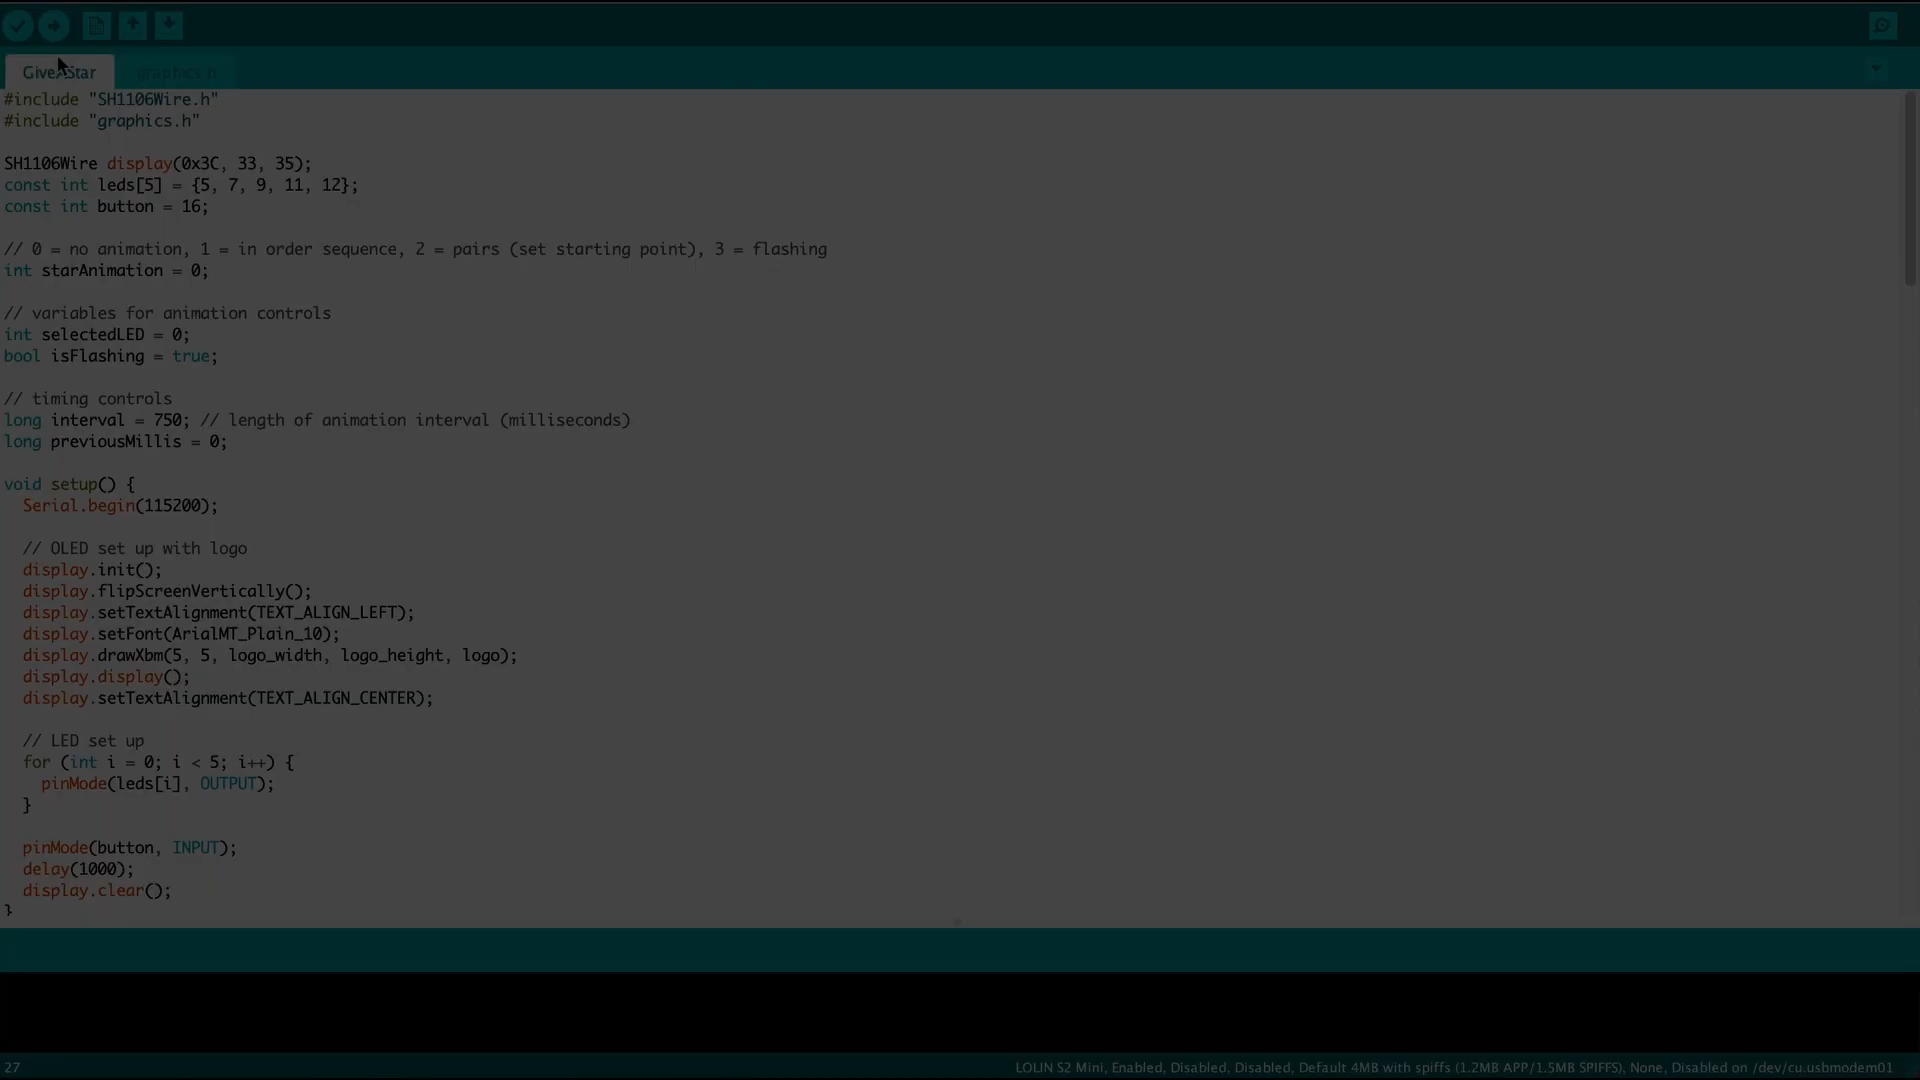 GiveAStar graphics.h
#include "SH1106Wire.h"
#include "graphics.h"
SH1106Wire display(0x3C, 33, 35);
const int leds[5] = {5, 7, 9, 11, 12};
const int button = 16;
// 0 = no animation, 1 = in order sequence, 2 = pairs (set starting point), 3 = flashing
int starAnimation = 0;
// variables for animation controls
int selectedLED = 0;
bool isFlashing = true;
// timing controls
long interval = 750; // length of animation interval (milliseconds)
long previousMillis = 0;
void setup() {
Serial.begin(115200);
// OLED set up with logo
display.init();
display.flipScreenVertically();
display.setTextAlignment(TEXT_ALIGN_LEFT);
display.setFont(ArialMT_Plain_10);
display.drawXbm(5, 5, logo_width, logo_height, logo);
display.display();
display.setTextAlignment(TEXT_ALIGN_CENTER);
// LED set up
for (int i = 0; i < 5; i++) {
pinMode(leds[i], OUTPUT);
}
pinMode(button, INPUT);
delay(1000);
display.clear();
}
27 LOLIN S2 Mini, Enabled, Disabled, Disabled, Default 4MB with spiffs (1.2MB APP/1.5MB SPIFFS), None, Disabled on /dev/cu.usbmodem01